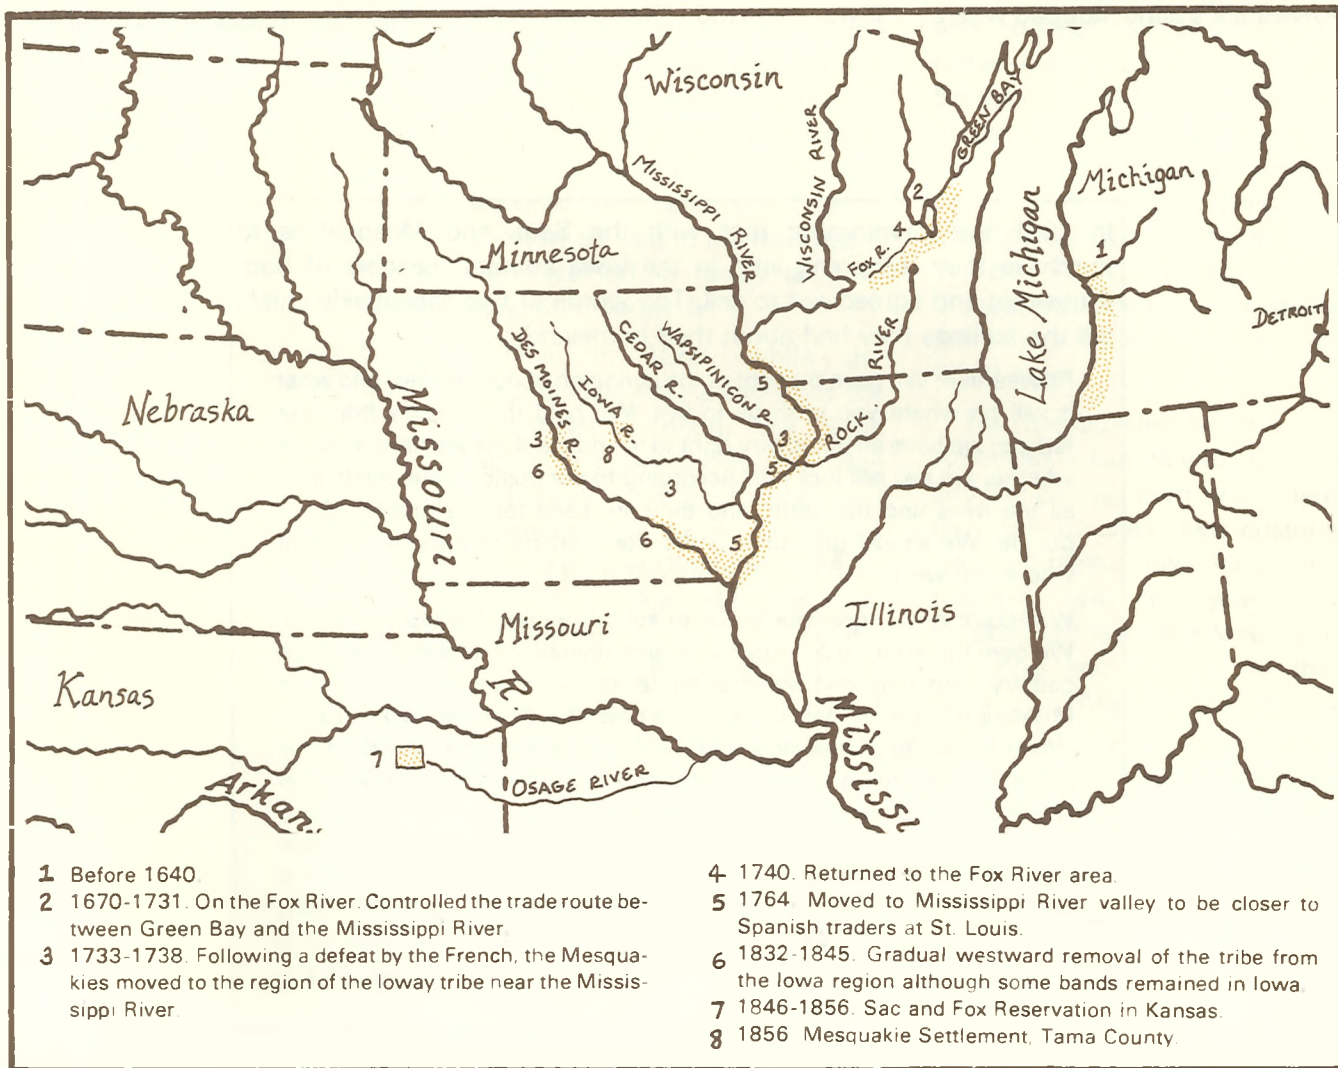 Wisconsin
GREEN BAY
WISCONSIN RIVER
Michigan
MISSISSIPPI RIVER
2
Lake Michigan
4
FOX R.
1
Minnesota
DETROIT
DES MOINES R.
IOWA R.
CEDAR R.
WAPSIPINICON R.
ROCK RIVER
5
Nebraska
Missouri R.
3
8
3
5
6
3
6
5
Missouri
Illinois
Kansas
7
OSAGE RIVER
Arkan.
Mississi
1 Before 1640.
2 1670-1731. On the Fox River. Controlled the trade route be-
tween Green Bay and the Mississippi River.
3 1733-1738. Following a defeat by the French, the Mesqua-
kies moved to the region of the Ioway tribe near the Missis-
sippi River.
4 1740. Returned to the Fox River area.
5 1764. Moved to Mississippi River valley to be closer to
Spanish traders at St. Louis.
6 1832-1845. Gradual westward removal of the tribe from
the Iowa region although some bands remained in Iowa.
7 1846-1856. Sac and Fox Reservation in Kansas.
8 1856 Mesquakie Settlement, Tama County.